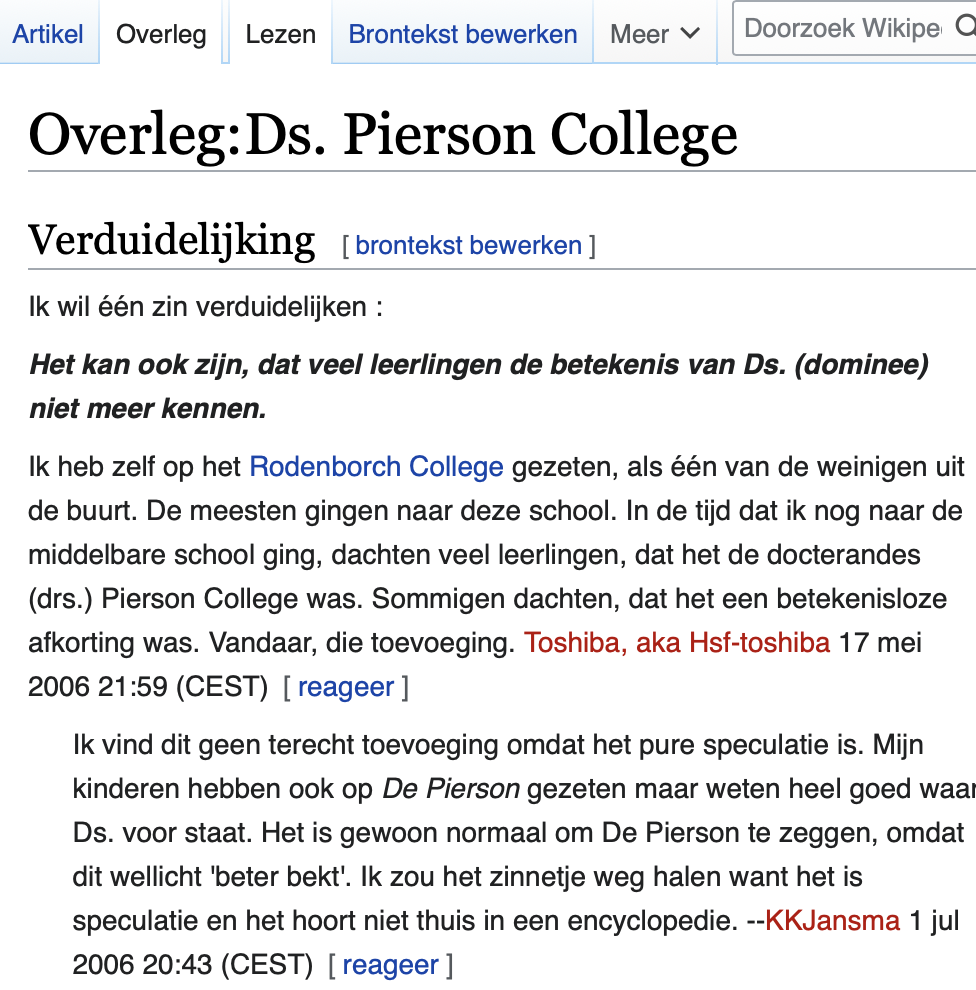 Artikel Overleg Lezen Brontekst bewerken Meer Doorzoek Wikipe
Overleg:Ds. Pierson College
Verduidelijking [ brontekst bewerken ]
Ik wil één zin verduidelijken :
Het kan ook zijn, dat veel leerlingen de betekenis van Ds. (dominee)
niet meer kennen.
Ik heb zelf op het Rodenborch College gezeten, als één van de weinigen uit
de buurt. De meesten gingen naar deze school. In de tijd dat ik nog naar de
middelbare school ging, dachten veel leerlingen, dat het de docterandes
(drs.) Pierson College was. Sommigen dachten, dat het een betekenisloze
afkorting was. Vandaar, die toevoeging. Toshiba, aka Hsf-toshiba 17 mei
2006 21:59 (CEST) [ reageer ]
Ik vind dit geen terecht toevoeging omdat het pure speculatie is. Mijn
kinderen hebben ook op De Pierson gezeten maar weten heel goed waar
Ds. voor staat. Het is gewoon normaal om De Pierson te zeggen, omdat
dit wellicht 'beter bekt'. Ik zou het zinnetje weg halen want het is
speculatie en het hoort niet thuis in een encyclopedie. --KKJansma 1 jul
2006 20:43 (CEST) [ reageer ]